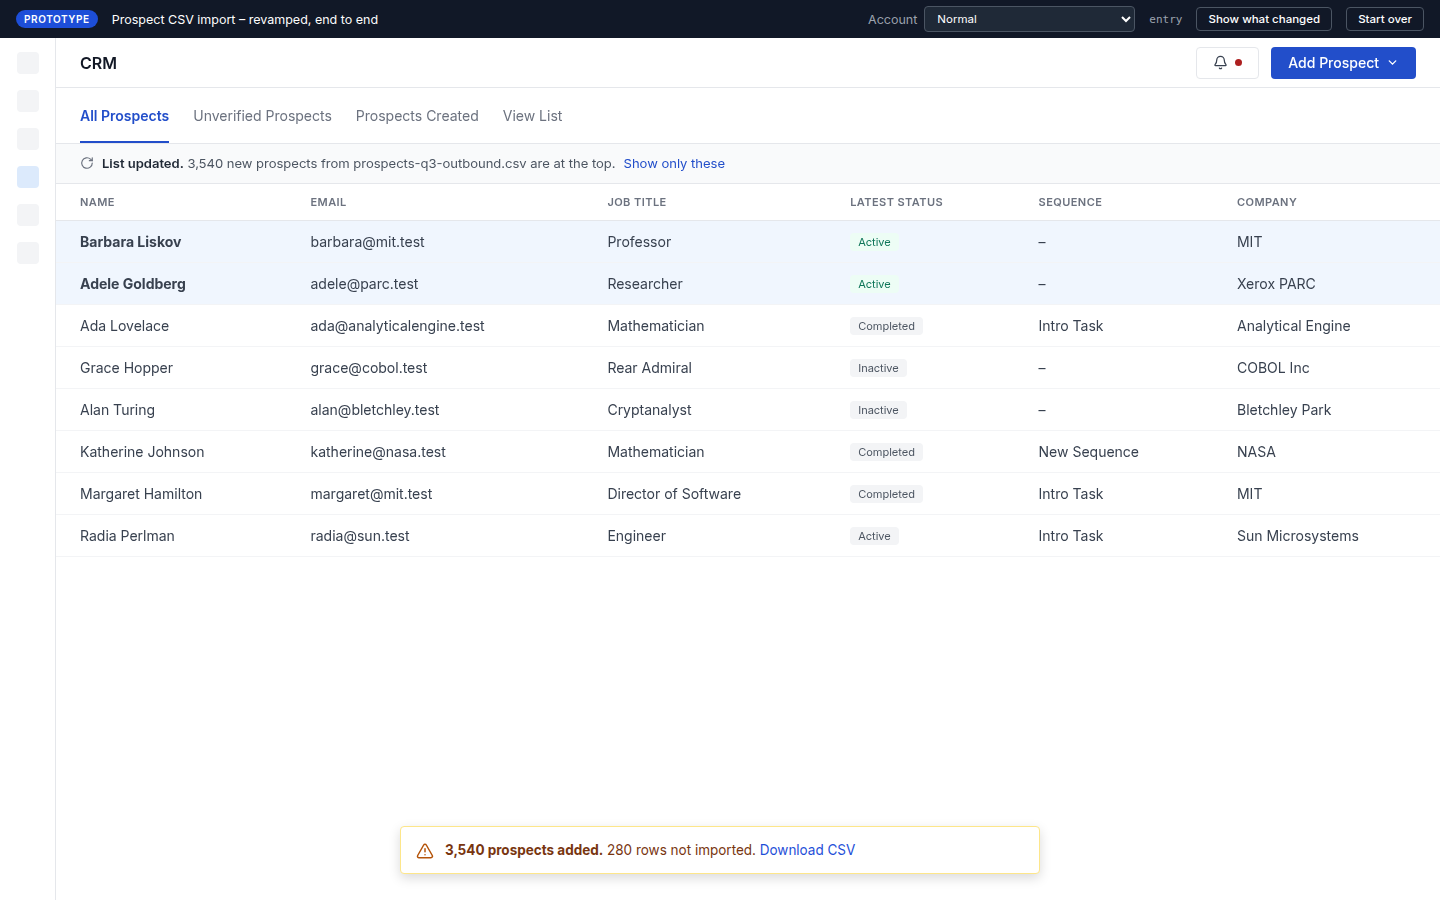 PROTOTYPE Prospect CSV import – revamped, end to end Account Normal entry Show what changed Start over
CRM Add Prospect
All Prospects Unverified Prospects Prospects Created View List
List updated. 3,540 new prospects from prospects-q3-outbound.csv are at the top. Show only these
NAME EMAIL JOB TITLE LATEST STATUS SEQUENCE COMPANY
Barbara Liskov barbara@mit.test Professor Active – MIT
Adele Goldberg adele@parc.test Researcher Active – Xerox PARC
Ada Lovelace ada@analyticalengine.test Mathematician Completed Intro Task Analytical Engine
Grace Hopper grace@cobol.test Rear Admiral Inactive – COBOL Inc
Alan Turing alan@bletchley.test Cryptanalyst Inactive – Bletchley Park
Katherine Johnson katherine@nasa.test Mathematician Completed New Sequence NASA
Margaret Hamilton margaret@mit.test Director of Software Completed Intro Task MIT
Radia Perlman radia@sun.test Engineer Active Intro Task Sun Microsystems
3,540 prospects added. 280 rows not imported. Download CSV